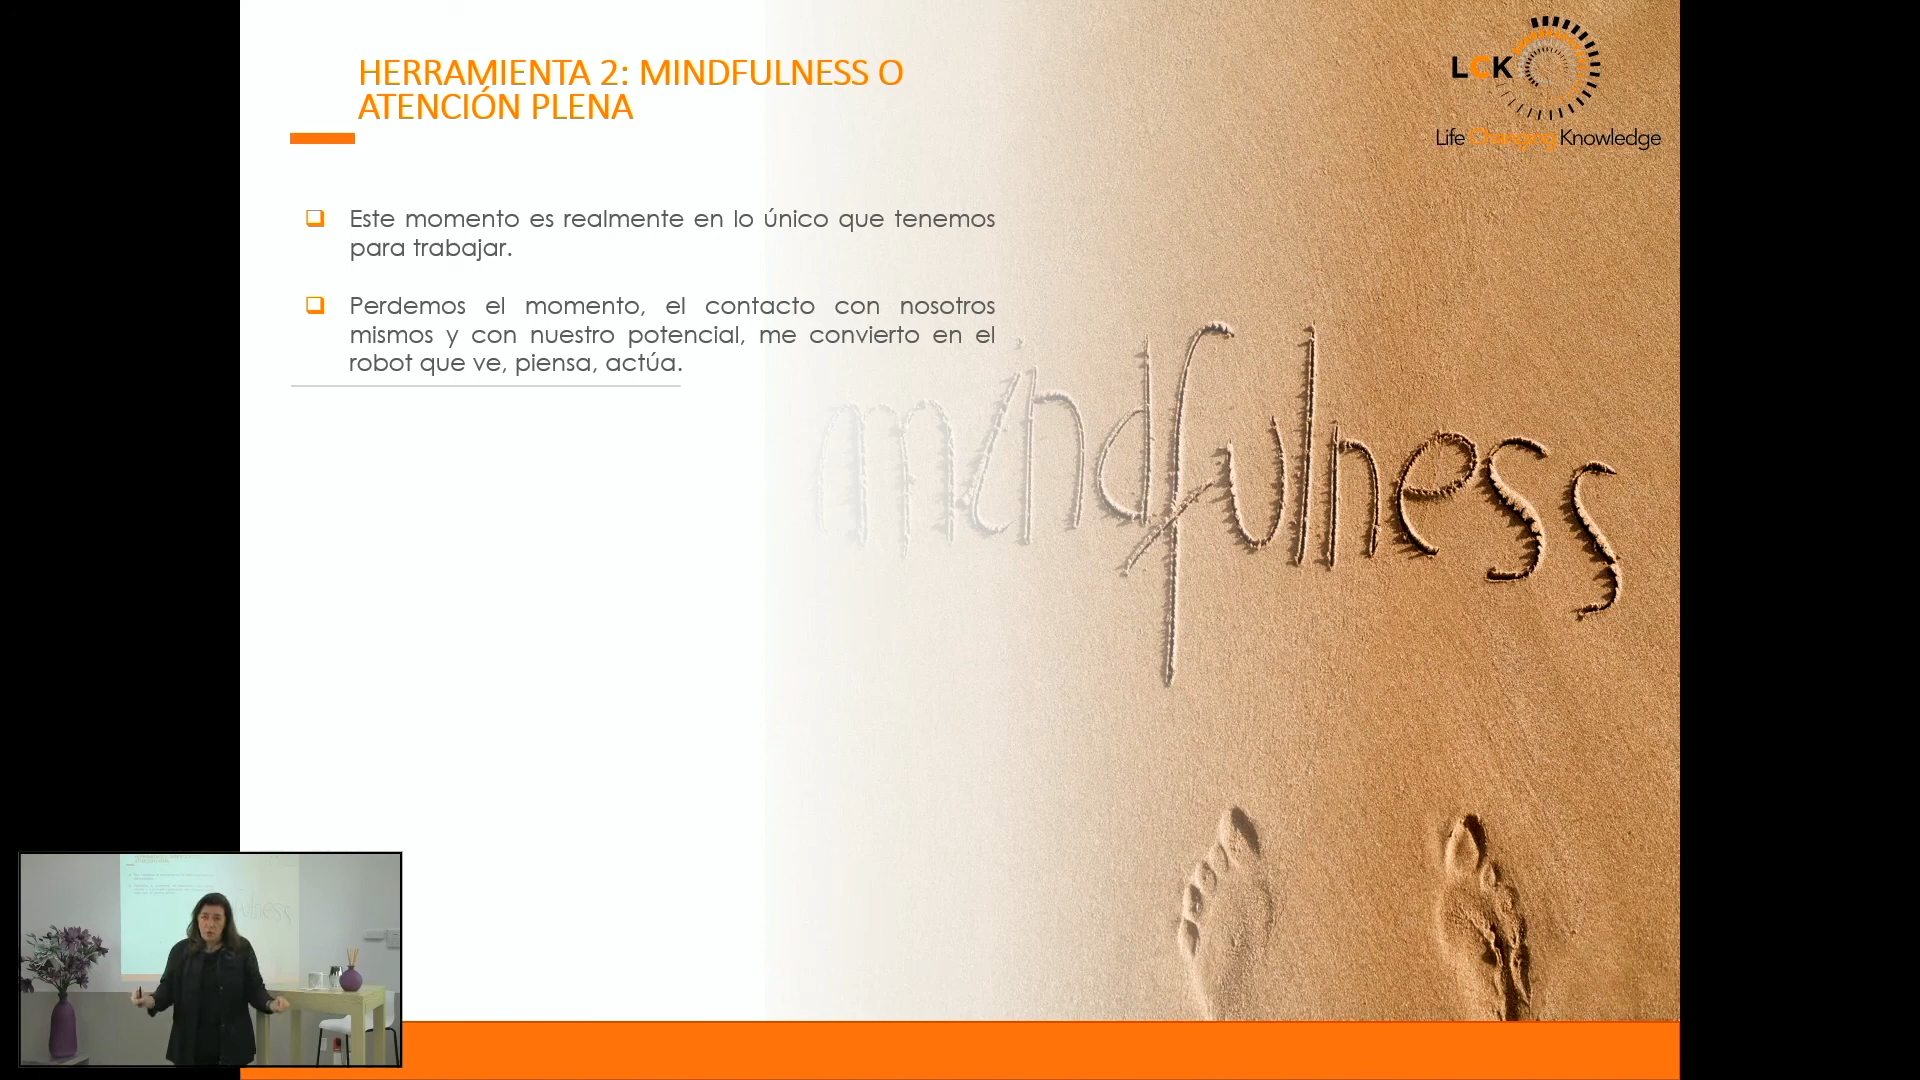 HERRAMIENTA 2: MINDFULNESS O
ATENCIÓN PLENA
LCK
Life Changing Knowledge
Este momento es realmente en lo único que tenemos
para trabajar.
Perdemos el momento, el contacto con nosotros
mismos y con nuestro potencial, me convierto en el
robot que ve, piensa, actúa.
mindfulness